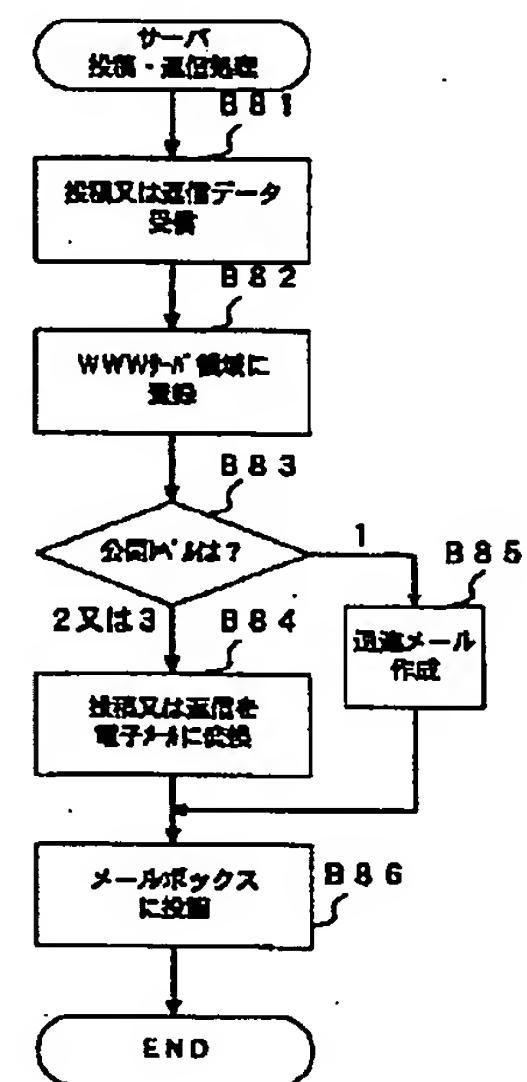 サーバ
投稿・返信処理
B81
投稿又は返信データ
受信
B82
WWWサーバ領域に
登録
B83
公開レベルは?
1
B85
2又は3
B84
メール
作成
投稿又は返信を
電子メールに変換
メールボックス
B86
に投函
END